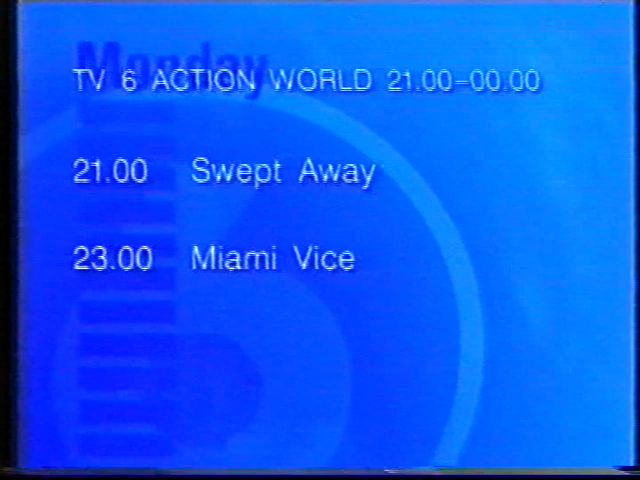 Monday
TV 6 ACTION WORLD 21.00-00.00
21.00 Swept Away
23.00 Miami Vice